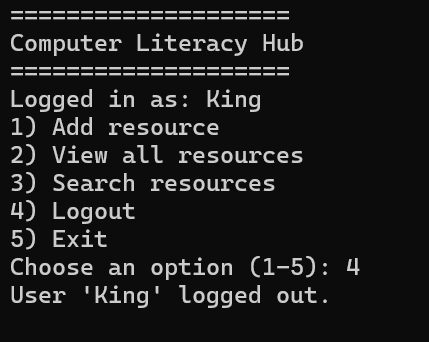 ====================
Computer Literacy Hub
====================
Logged in as: King
1) Add resource
2) View all resources
3) Search resources
4) Logout
5) Exit
Choose an option (1-5): 4
User 'King' logged out.